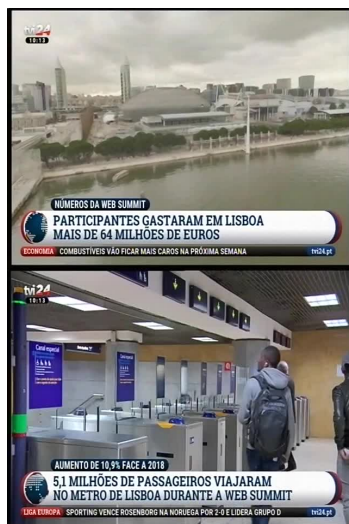 tvi24
10:13
NÚMEROS DA WEB SUMMIT
PARTICIPANTES GASTARAM EM LISBOA
MAIS DE 64 MILHÕES DE EUROS
ECONOMIA COMBUSTÍVEIS VÃO FICAR MAIS CAROS NA PRÓXIMA SEMANA tvi24.pt
tvi24
10:13
Canal especial
AUMENTO DE 10,9% FACE A 2018
5,1 MILHÕES DE PASSAGEIROS VIAJARAM
NO METRO DE LISBOA DURANTE A WEB SUMMIT
LIGA EUROPA SPORTING VENCE ROSENBORG NA NORUEGA POR 2-0 E LIDERA GRUPO D tvi24.pt